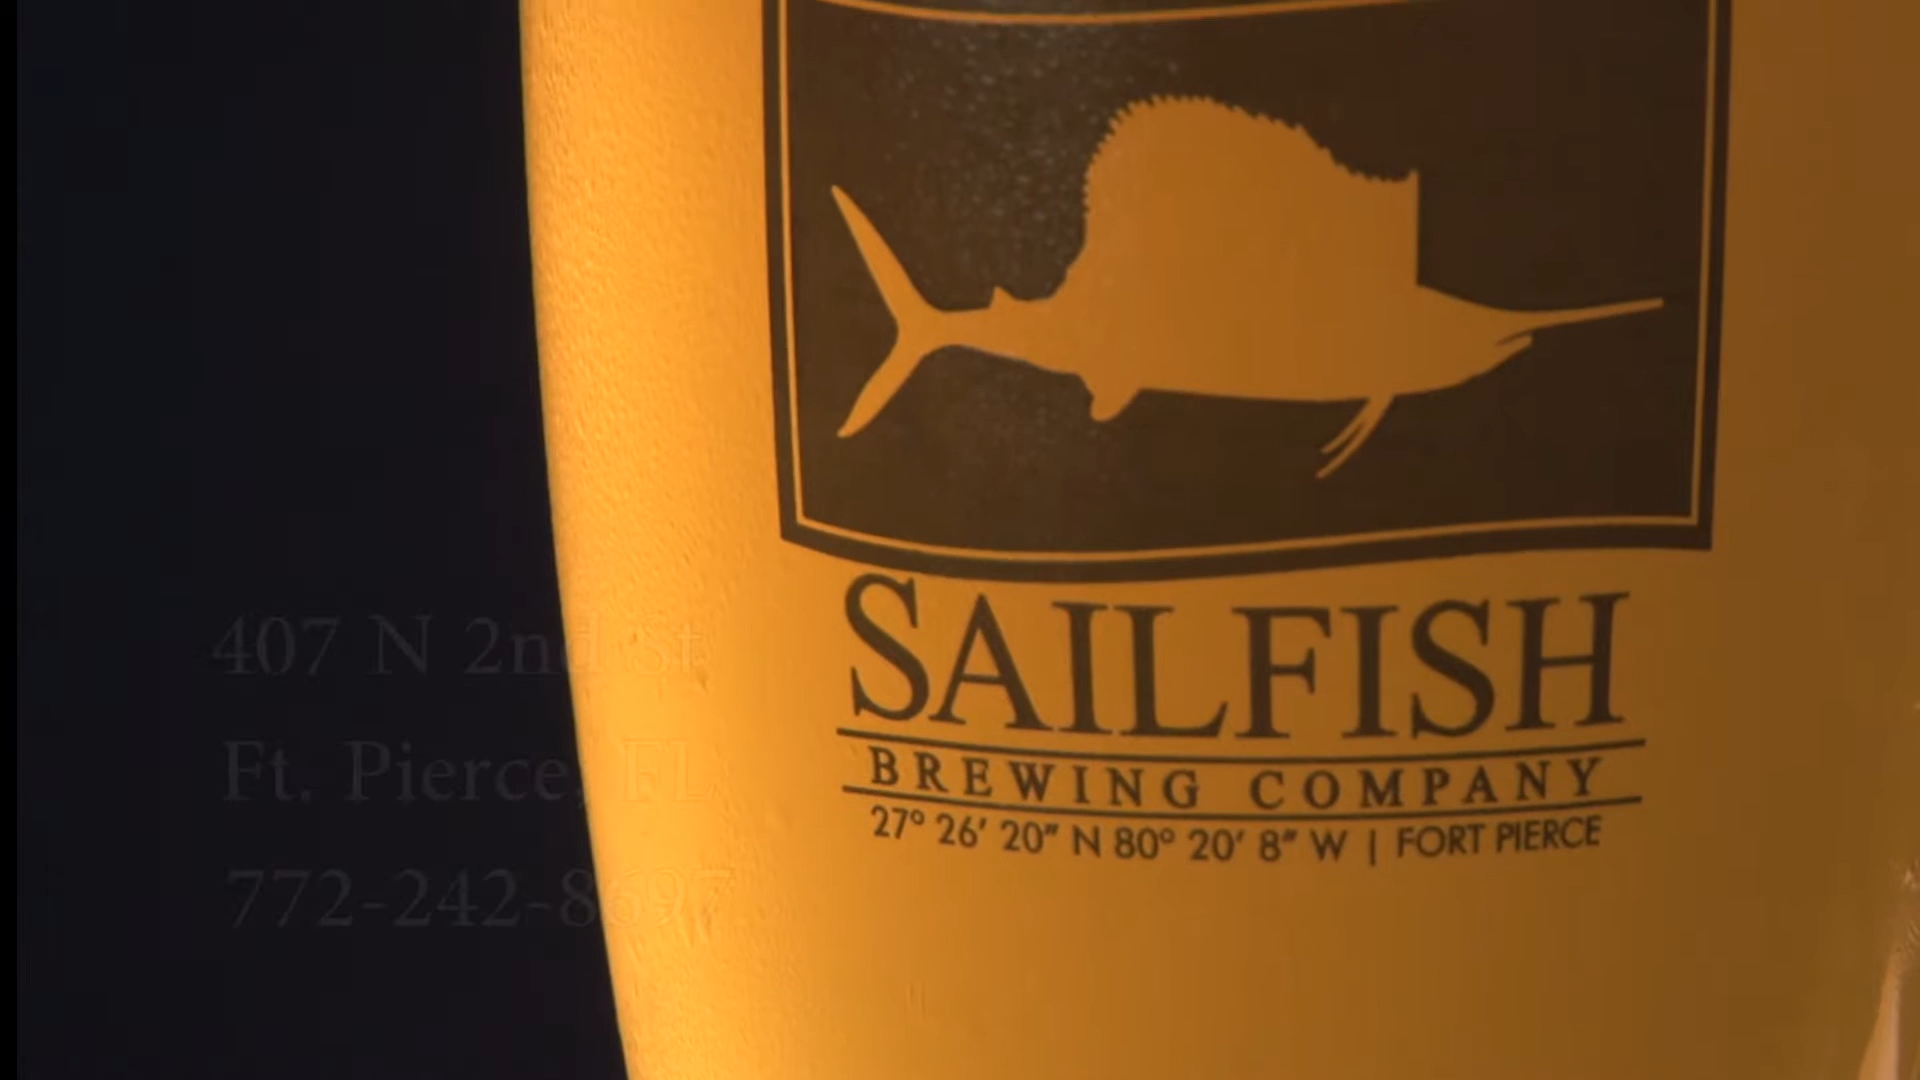 SAILFISH
BREWING COMPANY
27° 26' 20" N 80° 20' 8" W | FORT PIERCE
407 N 2nd St
Ft. Pierce, FL
772-242-8697